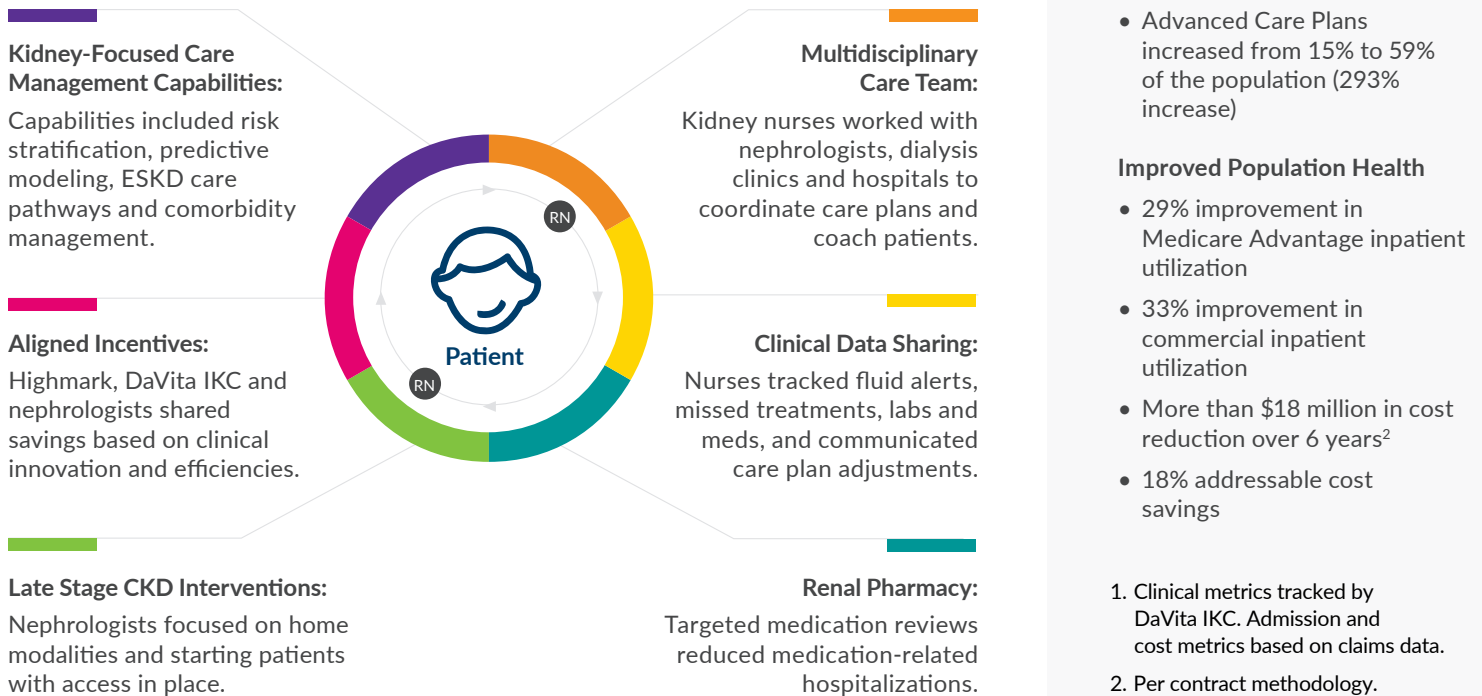 Kidney-Focused Care
Management Capabilities:
Capabilities included risk
stratification, predictive
modeling, ESKD care
pathways and comorbidity
management.
Aligned Incentives:
Highmark, DaVita IKC and
nephrologists shared
savings based on clinical
innovation and efficiencies.
Late Stage CKD Interventions:
Nephrologists focused on home
modalities and starting patients
with access in place.
RN
Patient
RN
Multidisciplinary
Care Team:
Kidney nurses worked with
nephrologists, dialysis
clinics and hospitals to
coordinate care plans and
coach patients.
Clinical Data Sharing:
Nurses tracked fluid alerts,
missed treatments, labs and
meds, and communicated
care plan adjustments.
Renal Pharmacy:
Targeted medication reviews
reduced medication-related
hospitalizations.
• Advanced Care Plans
increased from 15% to 59%
of the population (293%
increase)
Improved Population Health
• 29% improvement in
Medicare Advantage inpatient
utilization
• 33% improvement in
commercial inpatient
utilization
• More than $18 million in cost
reduction over 6 years²
• 18% addressable cost
savings
1. Clinical metrics tracked by
DaVita IKC. Admission and
cost metrics based on claims data.
2. Per contract methodology.